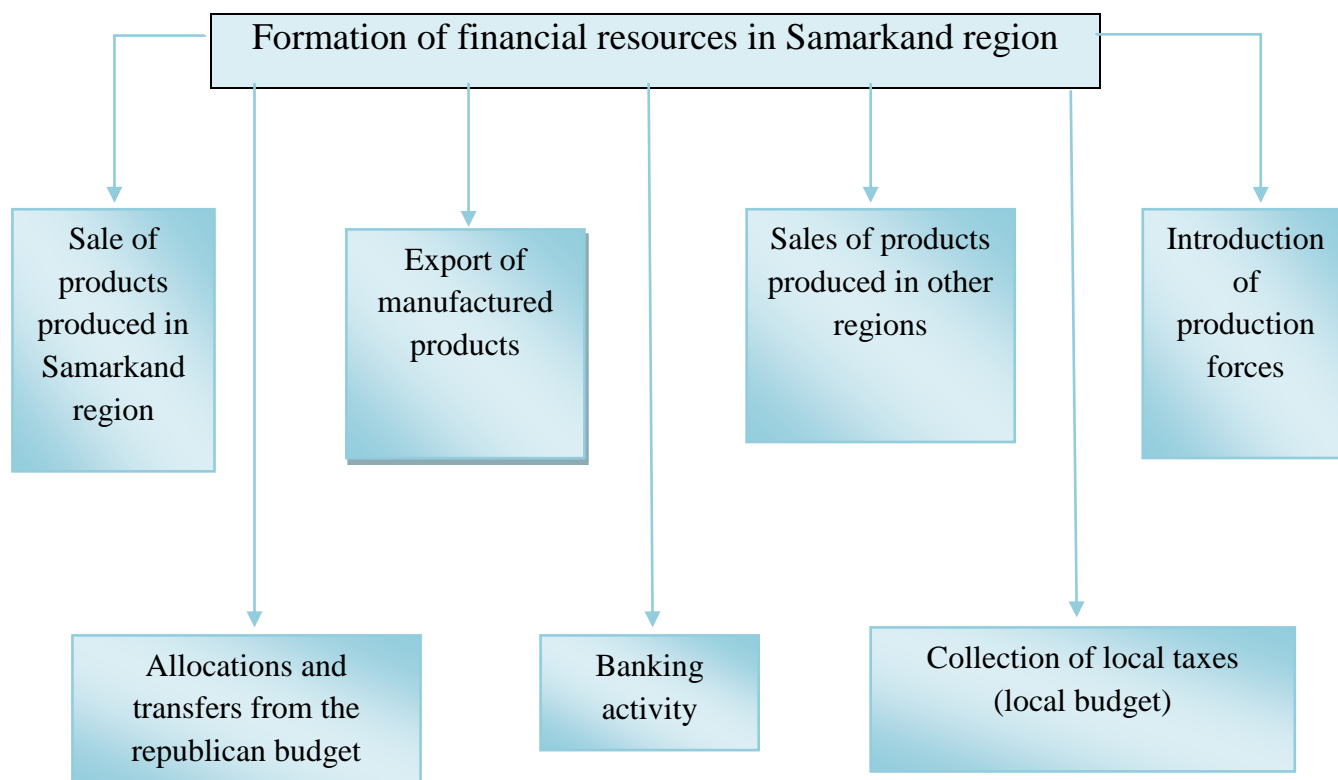 Formation of financial resources in Samarkand region
Sale of
products
produced in
Samarkand
region
Export of
manufactured
products
Sales of products
produced in other
regions
Introduction
of
production
forces
Allocations and
transfers from the
republican budget
Banking
activity
Collection of local taxes
(local budget)